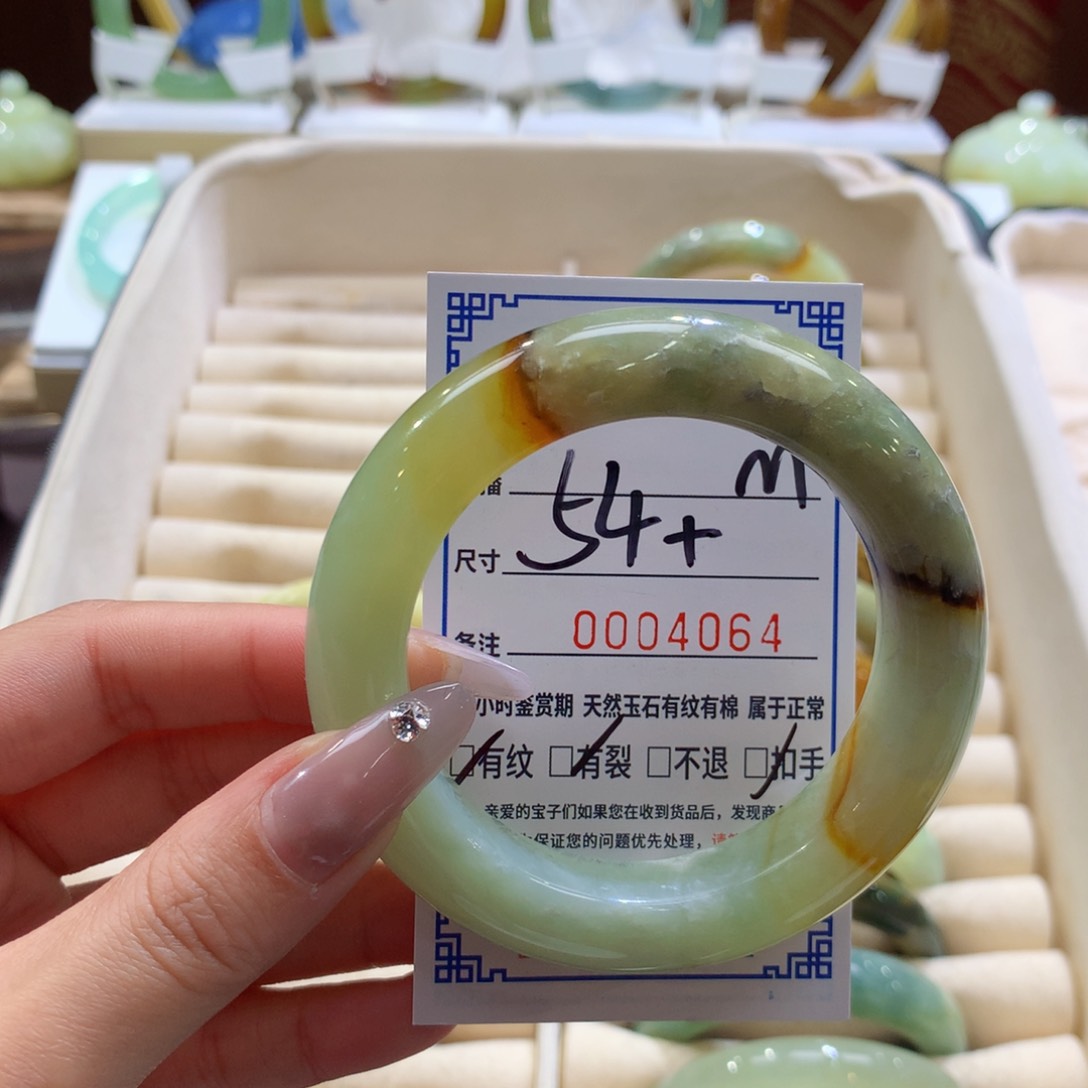 M
尺寸 54+
备注 0004064
小时鉴赏期 天然玉石有纹有棉 属于正常
□有纹 □有裂 □不退 □扣手
亲爱的宝子们如果您在收到货品后，发现商
保证您的问题优先处理，